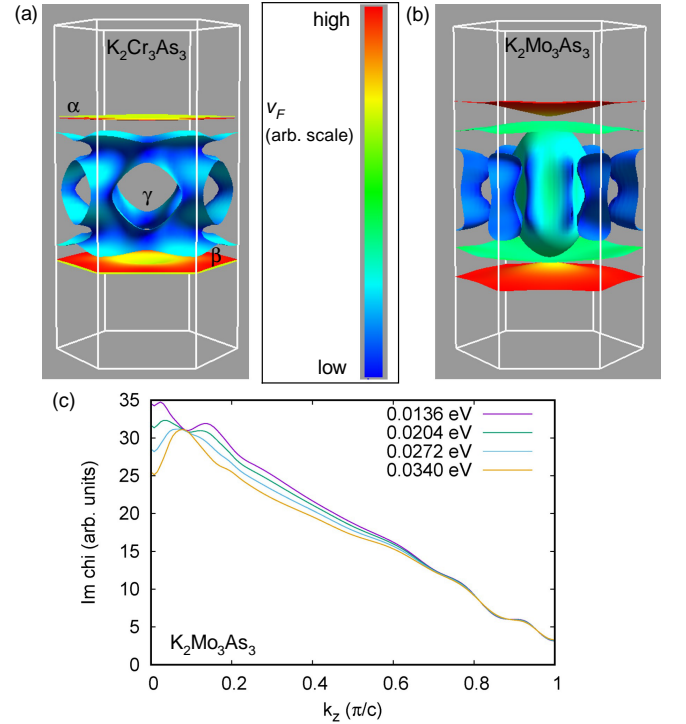 (a)
K₂Cr₃As₃
α
γ
β
high
v_F
(arb. scale)
low
(b)
K₂Mo₃As₃
(c)
Im chi (arb. units)
35
30
25
20
15
10
5
0
0.0136 eV
0.0204 eV
0.0272 eV
0.0340 eV
K₂Mo₃As₃
0 0.2 0.4 0.6 0.8 1
k_z (π/c)